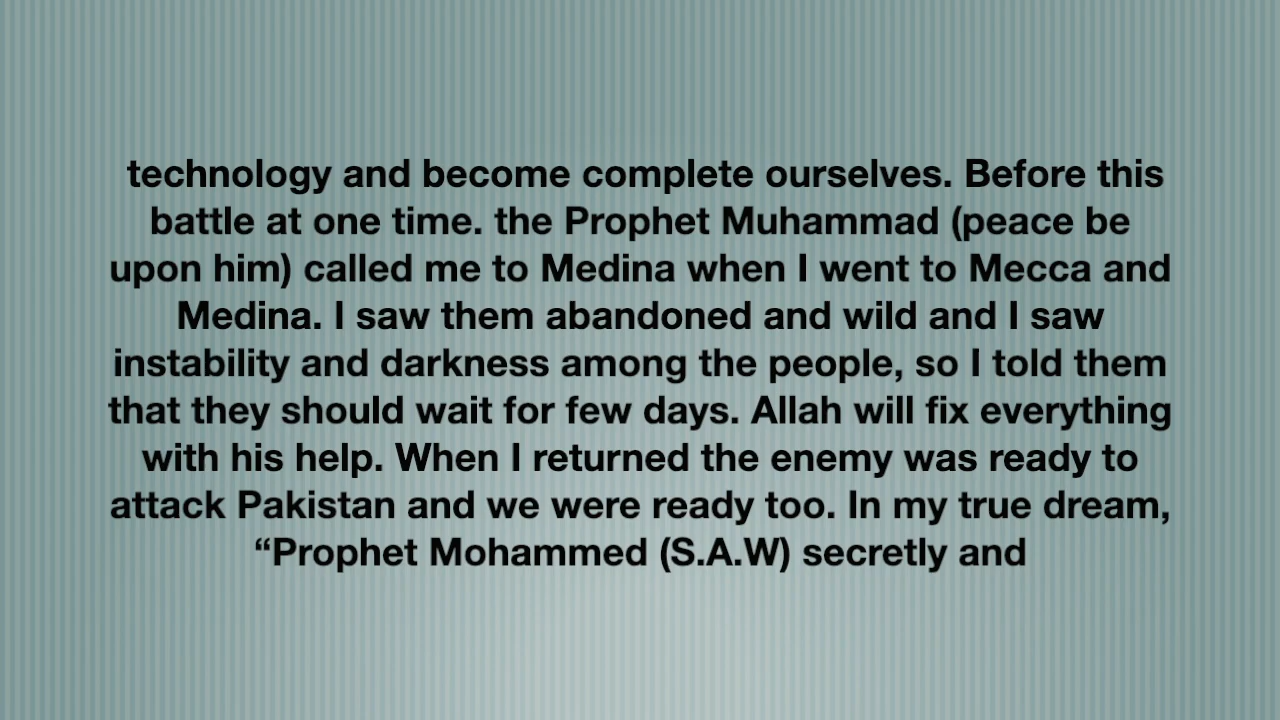 technology and become complete ourselves. Before this
battle at one time. the Prophet Muhammad (peace be
upon him) called me to Medina when I went to Mecca and
Medina. I saw them abandoned and wild and I saw
instability and darkness among the people, so I told them
that they should wait for few days. Allah will fix everything
with his help. When I returned the enemy was ready to
attack Pakistan and we were ready too. In my true dream,
“Prophet Mohammed (S.A.W) secretly and